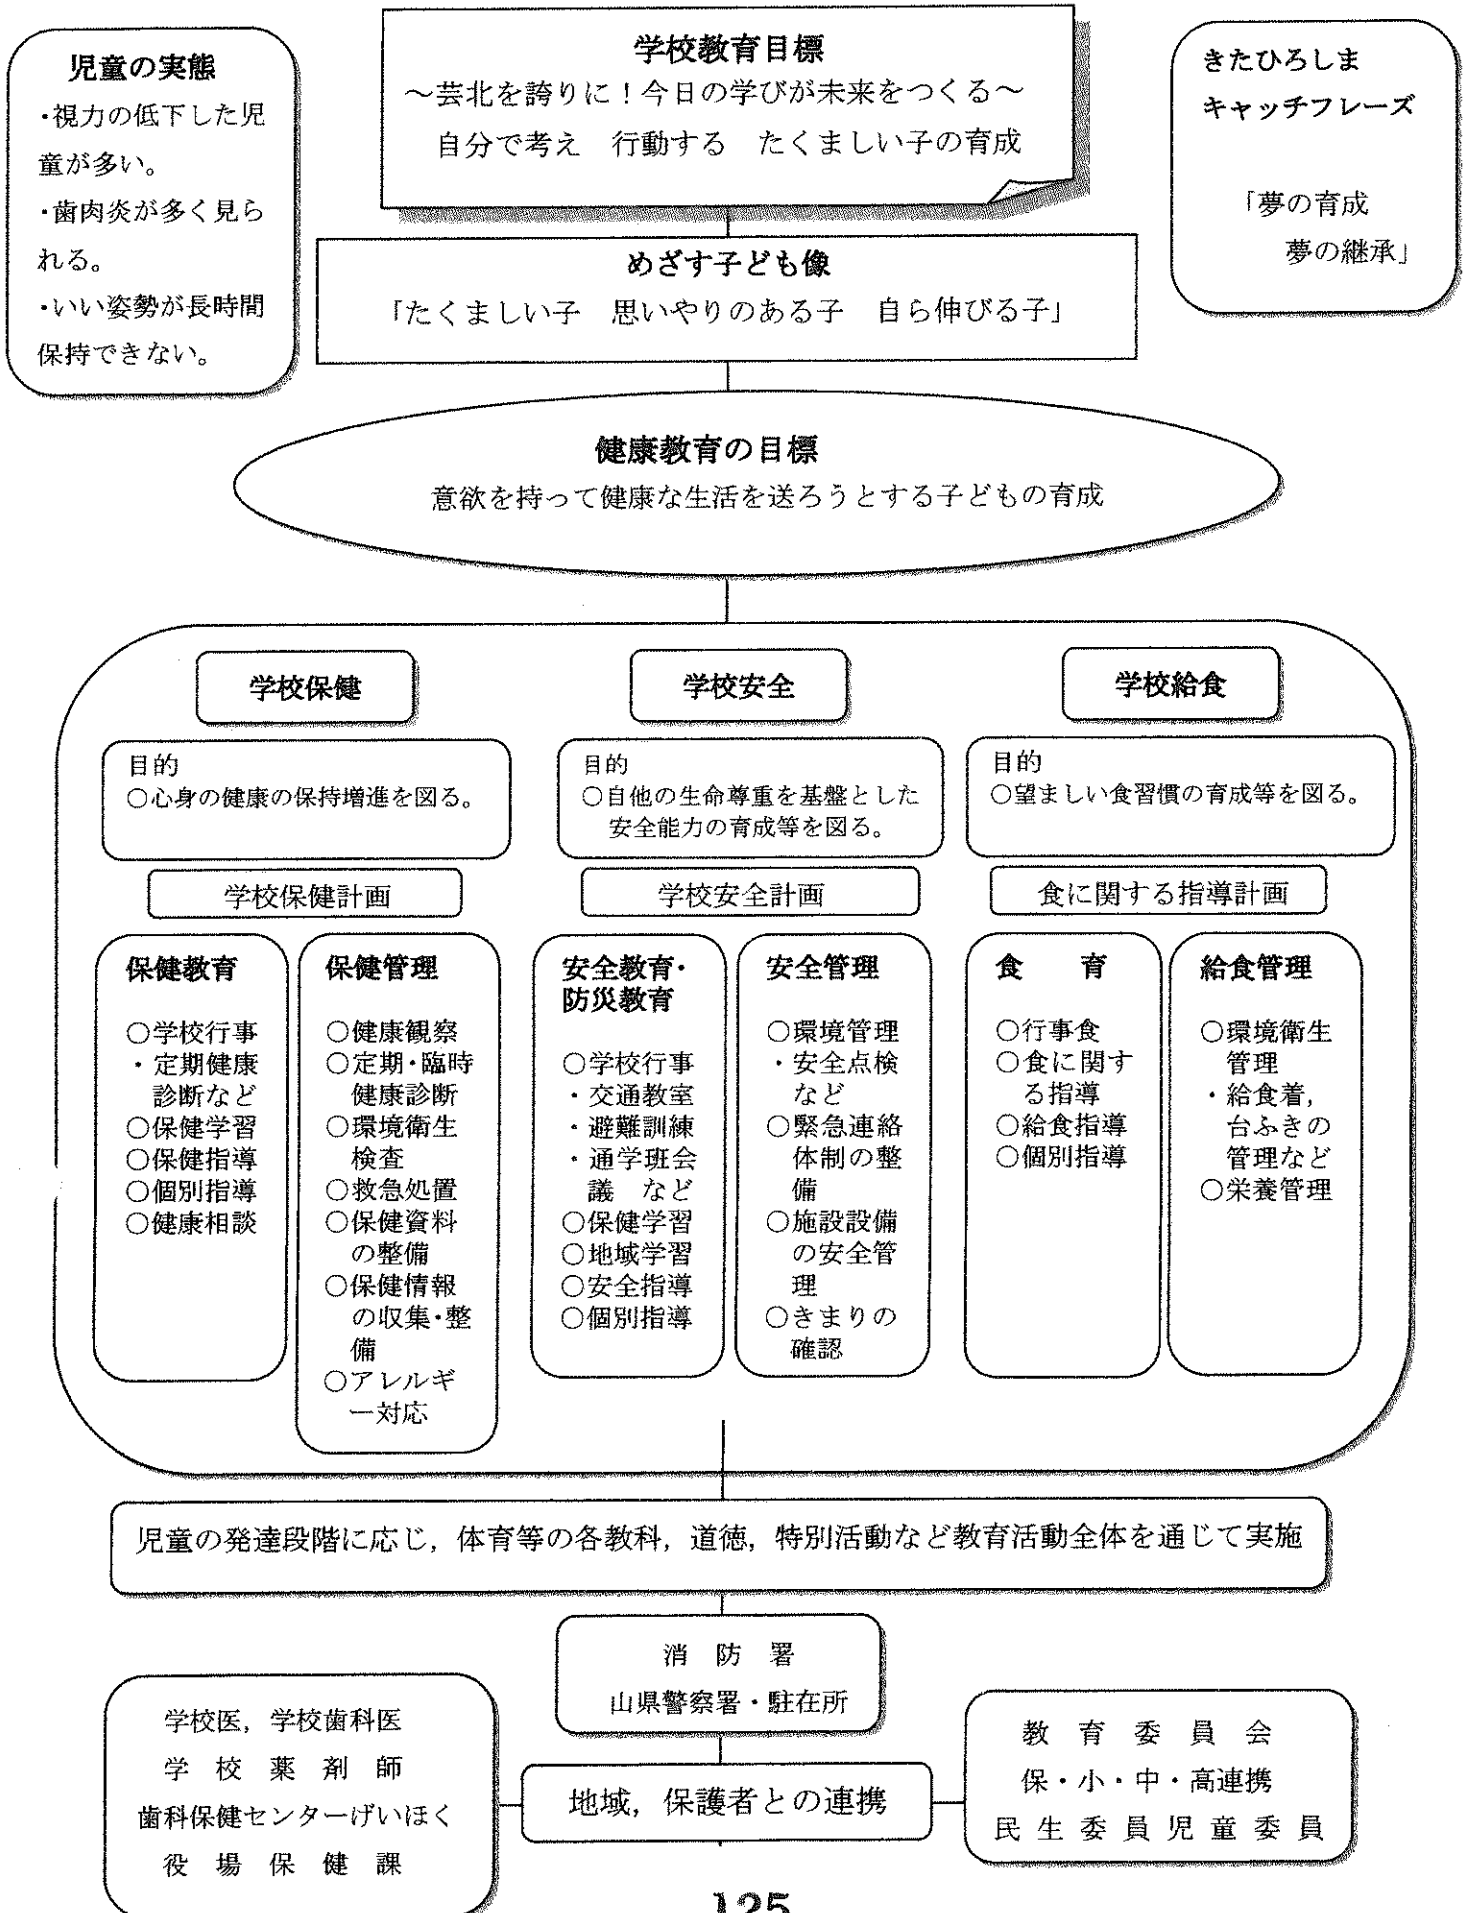 児童の実態
・視力の低下した児
童が多い。
・歯肉炎が多く見ら
れる。
・いい姿勢が長時間
保持できない。
学校教育目標
～芸北を誇りに！今日の学びが未来をつくる～
自分で考え　行動する　たくましい子の育成
きたひろしま
キャッチフレーズ
「夢の育成
夢の継承」
めざす子ども像
「たくましい子　思いやりのある子　自ら伸びる子」
健康教育の目標
意欲を持って健康な生活を送ろうとする子どもの育成
学校保健
目的
○心身の健康の保持増進を図る。
学校保健計画
保健教育
○学校行事
・定期健康
診断など
○保健学習
○保健指導
○個別指導
○健康相談
保健管理
○健康観察
○定期・臨時
健康診断
○環境衛生
検査
○救急処置
○保健資料
の整備
○保健情報
の収集・整
備
○アレルギ
ー対応
学校安全
目的
○自他の生命尊重を基盤とした
安全能力の育成等を図る。
学校安全計画
安全教育・
防災教育
○学校行事
・交通教室
・避難訓練
・通学班会
議　など
○保健学習
○地域学習
○安全指導
○個別指導
安全管理
○環境管理
・安全点検
など
○緊急連絡
体制の整
備
○施設設備
の安全管
理
○きまりの
確認
学校給食
目的
○望ましい食習慣の育成等を図る。
食に関する指導計画
食　育
○行事食
○食に関す
る指導
○給食指導
○個別指導
給食管理
○環境衛生
管理
・給食着，
台ふきの
管理など
○栄養管理
児童の発達段階に応じ，体育等の各教科，道徳，特別活動など教育活動全体を通じて実施
消　防　署
山県警察署・駐在所
学校医，学校歯科医
学　校　薬　剤　師
歯科保健センターげいほく
役　場　保　健　課
地域，保護者との連携
教　育　委　員　会
保・小・中・高連携
民生委員児童委員
125